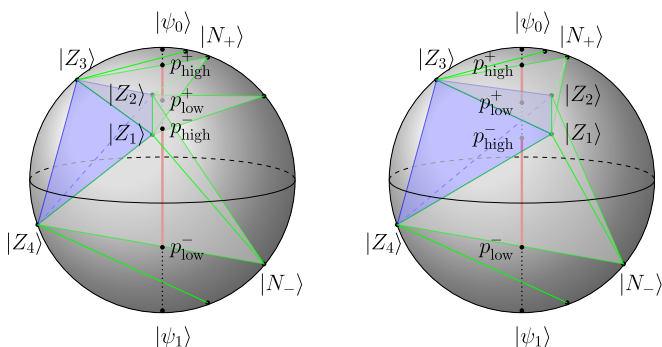 |ψ₀⟩
|N₊⟩
|Z₃⟩
p⁺high
|Z₂⟩
p⁺low
p⁻high
|Z₁⟩
|Z₄⟩
p⁻low
|N₋⟩
|ψ₁⟩
|ψ₀⟩
|N₊⟩
|Z₃⟩
p⁺high
|Z₂⟩
p⁺low
p⁻high
|Z₁⟩
|Z₄⟩
p⁻low
|N₋⟩
|ψ₁⟩